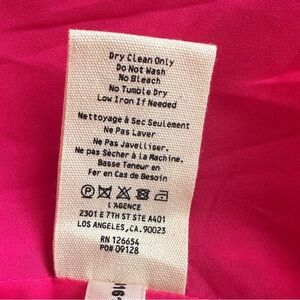 Dry Clean Only
Do Not Wash
No Bleach
No Tumble Dry
Low Iron If Needed
Nettoyage à Sec Seulement
Ne Pas Laver
Ne Pas Javelliser.
Ne pas Sècher à La Machine.
Basse Teneur en
Fer en Cas de Besoin
P
L'AGENCE
2301 E 7TH ST STE A401
LOS ANGELES,CA.90023
RN 126654
PO# 09128